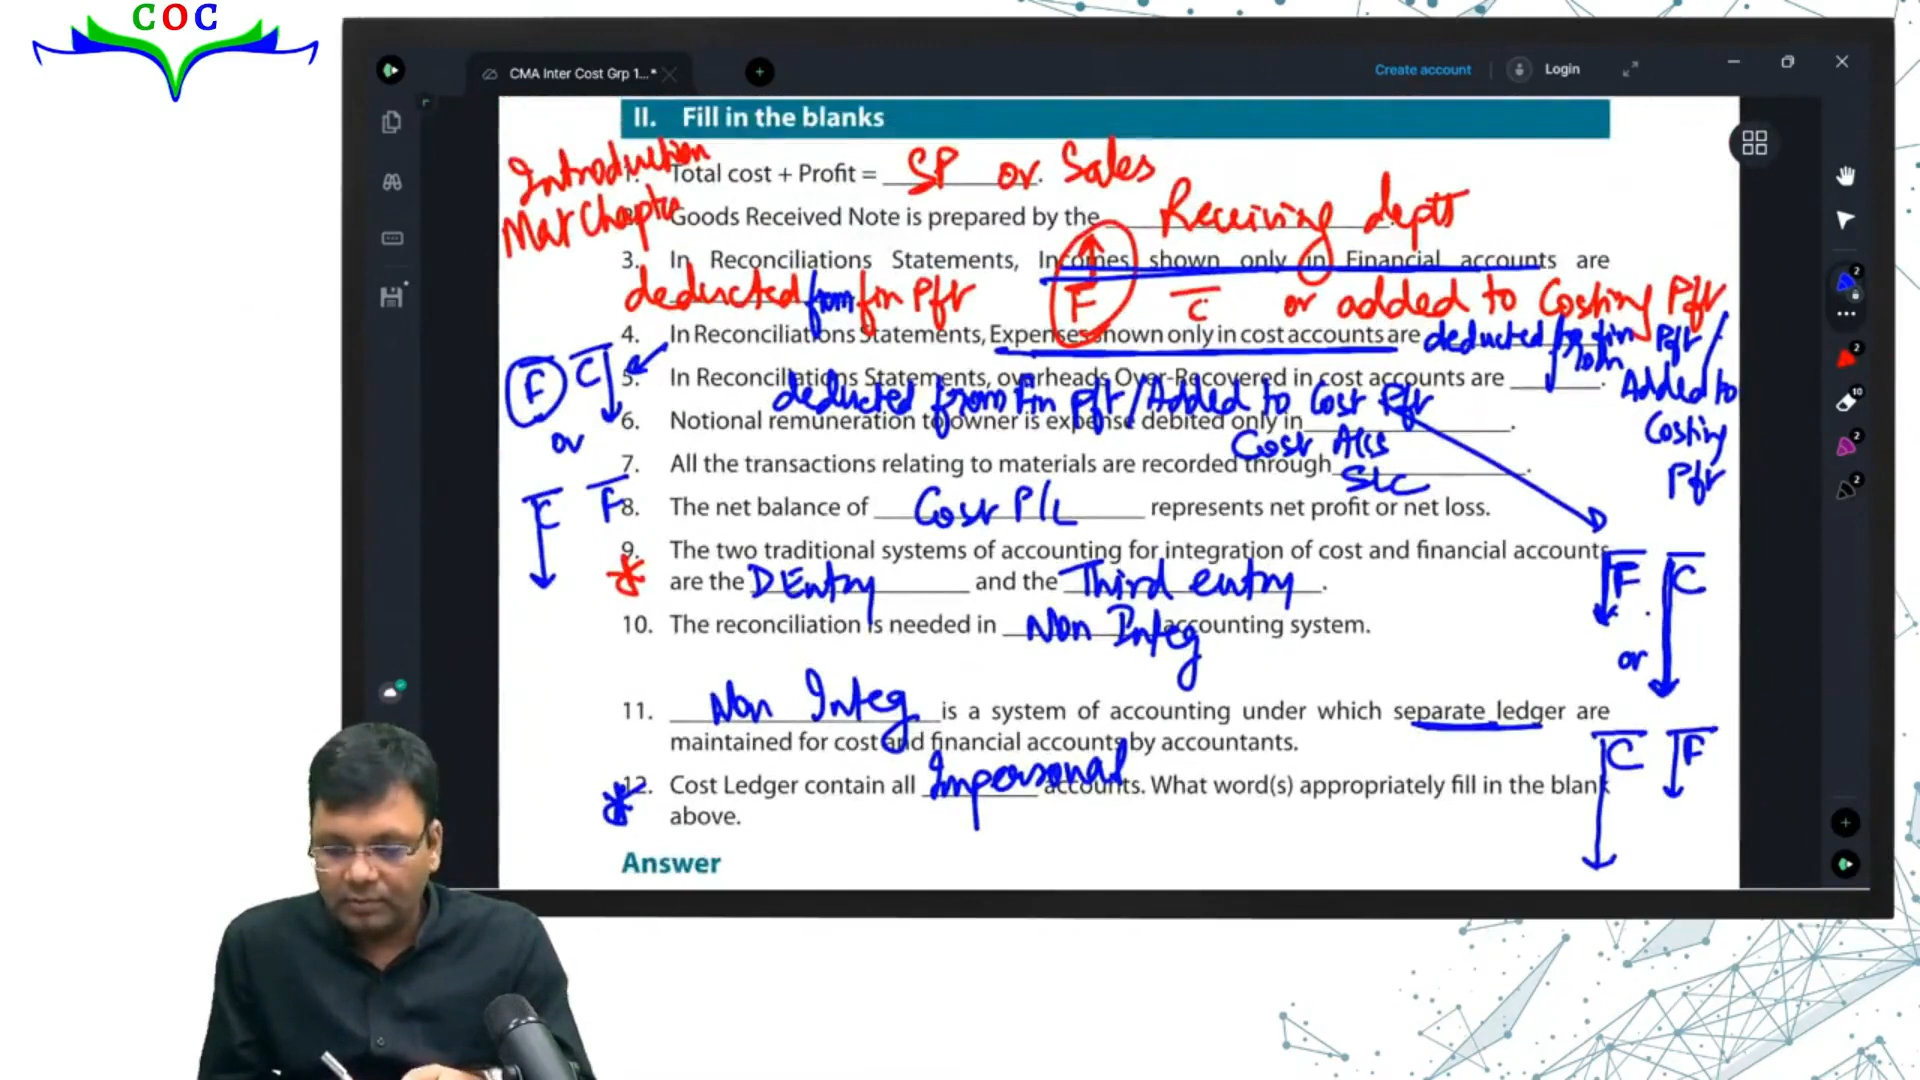 COC
CMA Inter Cost Grp 1...*
Create account
Login
II. Fill in the blanks
Introduction
1. Total cost + Profit = SP or Sales.
Mat Chapte
Goods Received Note is prepared by the Receiving deptt.
3. In Reconciliations Statements, Incomes shown only in Financial accounts are
deducted from fin Pft F C or added to Costing Pft
4. In Reconciliations Statements, Expenses shown only in cost accounts are deducted Pft /
Added to
Costing
Pft
F C
5. In Reconciliations Statements, overheads Over-Recovered in cost accounts are
deducted from Fin Pft / Added to Cost Pft
6. Notional remuneration to owner is expense debited only in Cost A/cs.
or
7. All the transactions relating to materials are recorded through SLC.
C F
8. The net balance of Cost P/L represents net profit or net loss.
9. The two traditional systems of accounting for integration of cost and financial accounts
are the D Entry and the Third entry.
F C
10. The reconciliation is needed in Non Integ accounting system.
or
11. Non Integ is a system of accounting under which separate ledger are
maintained for cost and financial accounts by accountants.
C F
12. Cost Ledger contain all Impersonal accounts. What word(s) appropriately fill in the blank
above.
Answer